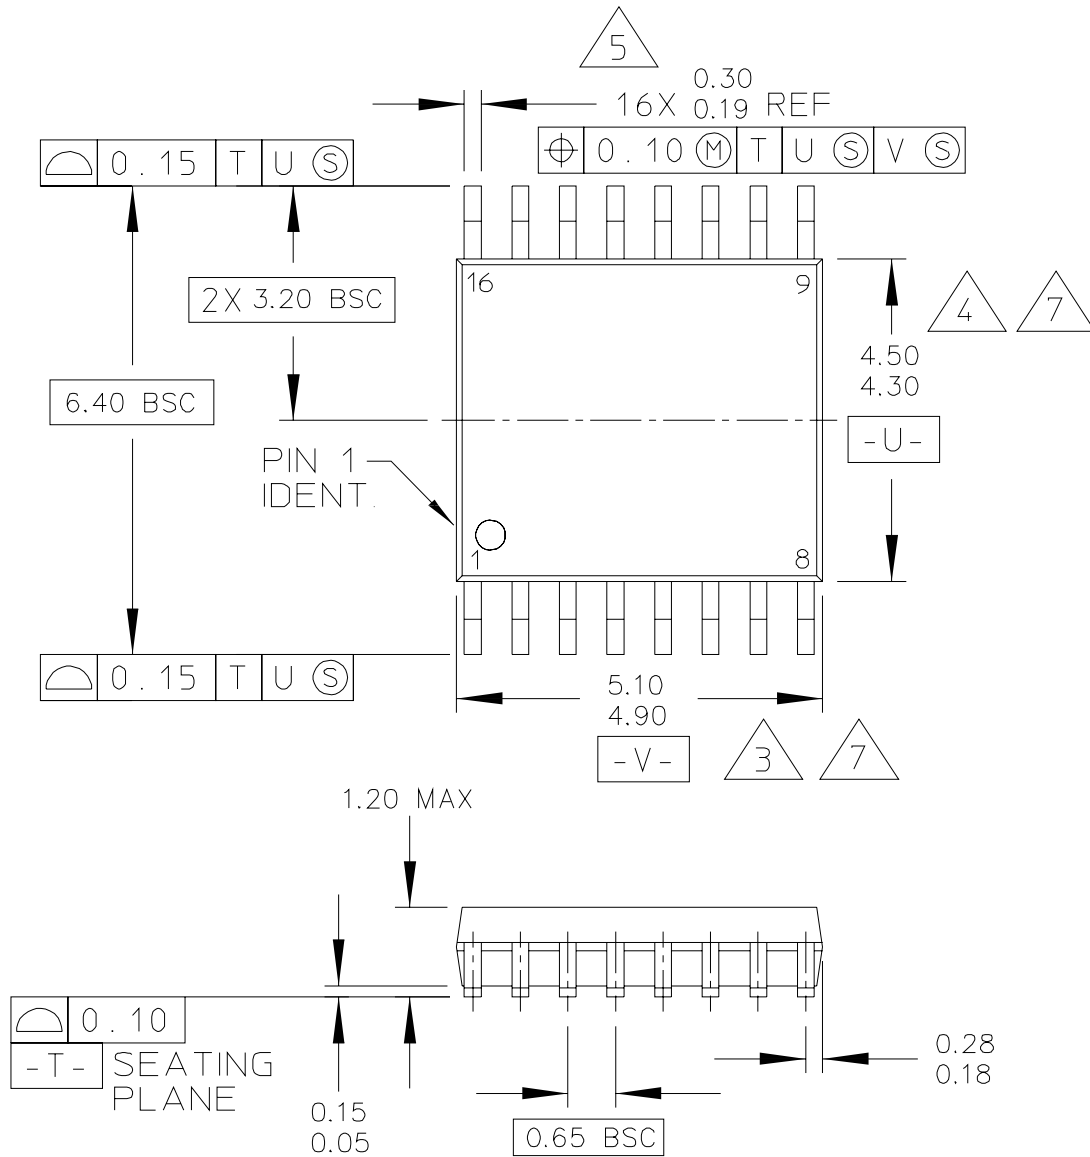 5
0.30
16X 0.19 REF
0.10 Ⓜ T U Ⓢ V Ⓢ
0.15 T U Ⓢ
2X 3.20 BSC
16 9
4 7
4.50
4.30
6.40 BSC
-U-
PIN 1
IDENT.
1 8
0.15 T U Ⓢ
5.10
4.90
-V- 3 7
1.20 MAX
0.10
-T- SEATING
PLANE
0.15
0.05
0.65 BSC
0.28
0.18